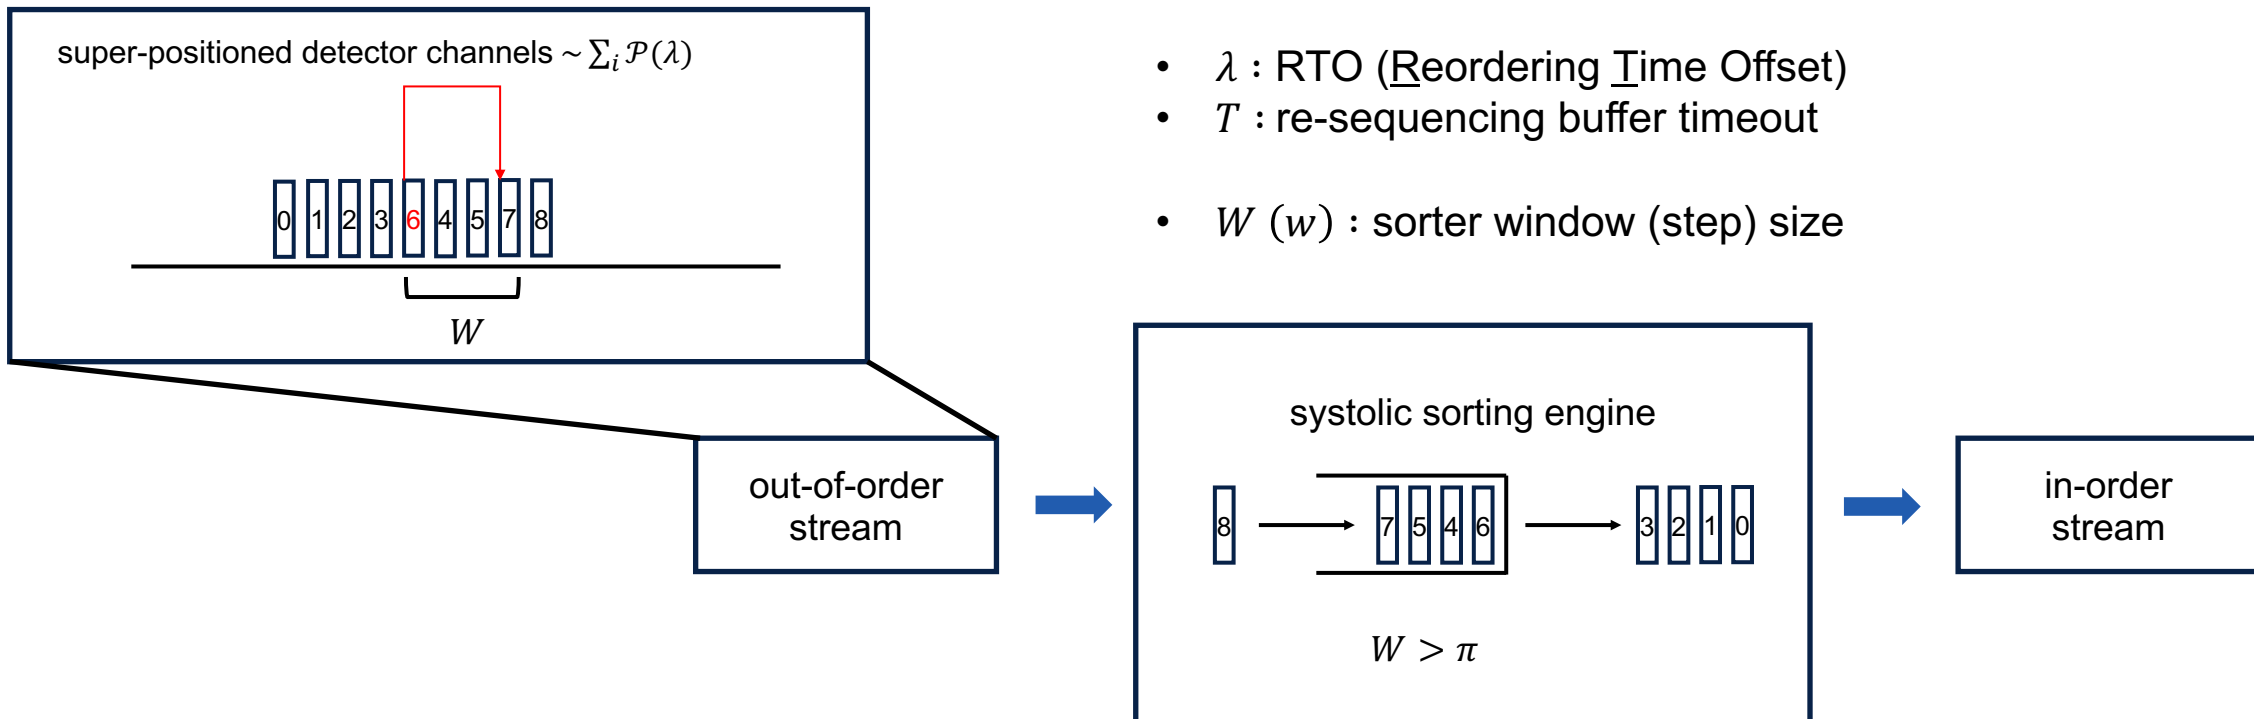 super-positioned detector channels ~ ∑ᵢ 𝒫(λ)
0 1 2 3 6 4 5 7 8
W
• λ : RTO (Reordering Time Offset)
• T : re-sequencing buffer timeout
• W (w) : sorter window (step) size
out-of-order
stream
systolic sorting engine
8 7 5 4 6 3 2 1 0
W > π
in-order
stream